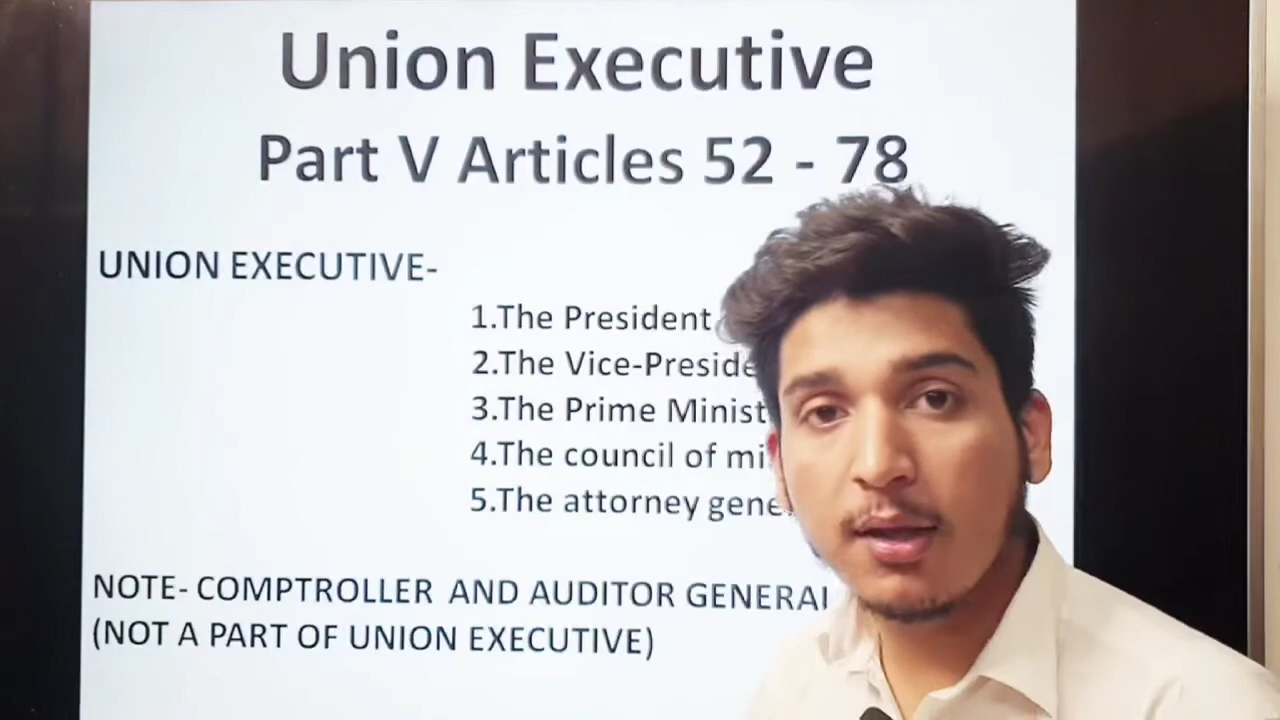 Union Executive
Part V Articles 52 - 78
UNION EXECUTIVE-
1.The President
2.The Vice-Preside
3.The Prime Minist
4.The council of mi
5.The attorney gene
NOTE- COMPTROLLER AND AUDITOR GENERAL
(NOT A PART OF UNION EXECUTIVE)